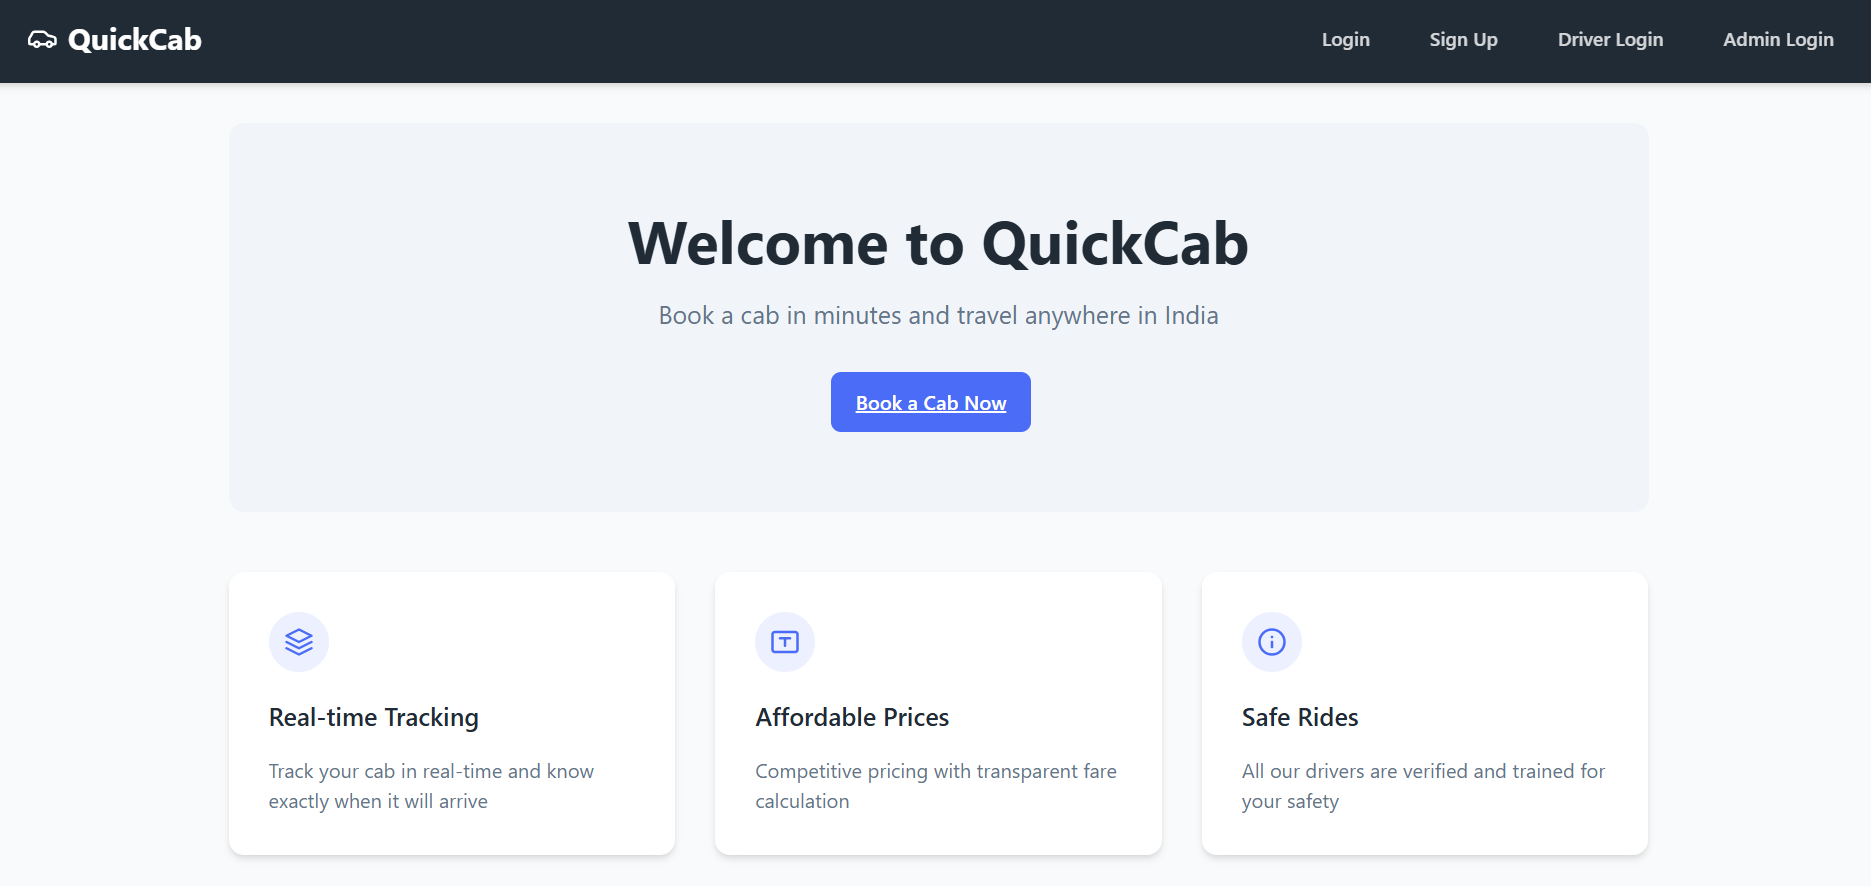 QuickCab
Login
Sign Up
Driver Login
Admin Login
Welcome to QuickCab
Book a cab in minutes and travel anywhere in India
Book a Cab Now
Real-time Tracking
Track your cab in real-time and know
exactly when it will arrive
Affordable Prices
Competitive pricing with transparent fare
calculation
Safe Rides
All our drivers are verified and trained for
your safety